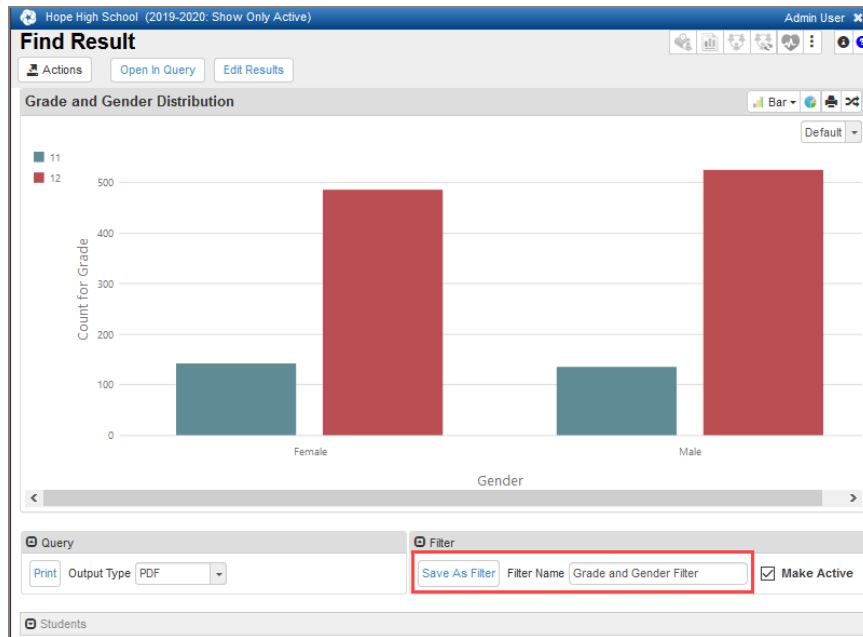 Hope High School (2019-2020: Show Only Active) Admin User
Find Result
Actions Open In Query Edit Results
Grade and Gender Distribution Bar
Default
11
12
500
400
300
200
100
0
Count for Grade
Female Male
Gender
Query Filter
Print Output Type PDF Save As Filter Filter Name Grade and Gender Filter Make Active
Students